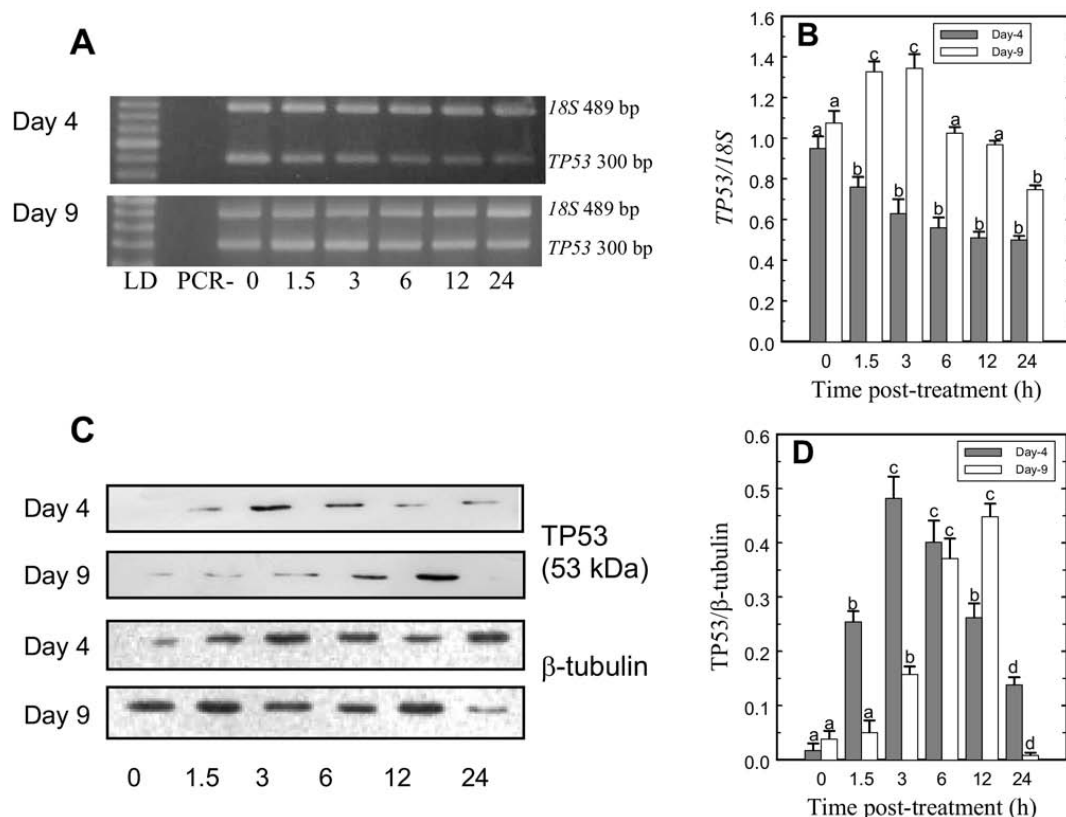 A
Day 4
18S 489 bp
TP53 300 bp
Day 9
18S 489 bp
TP53 300 bp
LD PCR- 0 1.5 3 6 12 24
B
Day-4
Day-9
TP53/18S
1.6
1.4
1.2
1.0
0.8
0.6
0.4
0.2
0.0
a a b c b c b a b a b b
0 1.5 3 6 12 24
Time post-treatment (h)
C
Day 4
Day 9
TP53
(53 kDa)
Day 4
Day 9
β-tubulin
0 1.5 3 6 12 24
D
Day-4
Day-9
TP53/β-tubulin
0.6
0.5
0.4
0.3
0.2
0.1
0.0
a a b a c b c c b c d d
0 1.5 3 6 12 24
Time post-treatment (h)